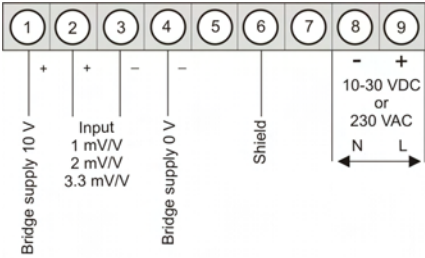 1 2 3 4 5 6 7 8 9
+ + – – - +
10-30 VDC
or
230 VAC
N L
Bridge supply 10 V
Input
1 mV/V
2 mV/V
3.3 mV/V
Bridge supply 0 V
Shield